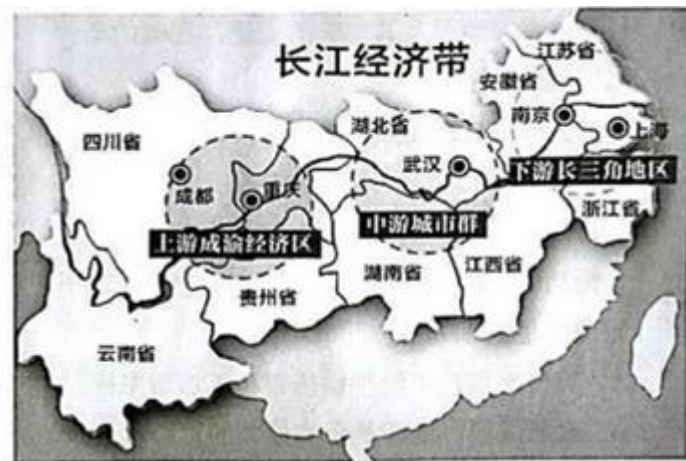 长江经济带
江苏省
安徽省
南京
上海
四川省
湖北省
武汉
下游长三角地区
成都
重庆
浙江省
上游成渝经济区
中游城市群
湖南省
江西省
贵州省
云南省